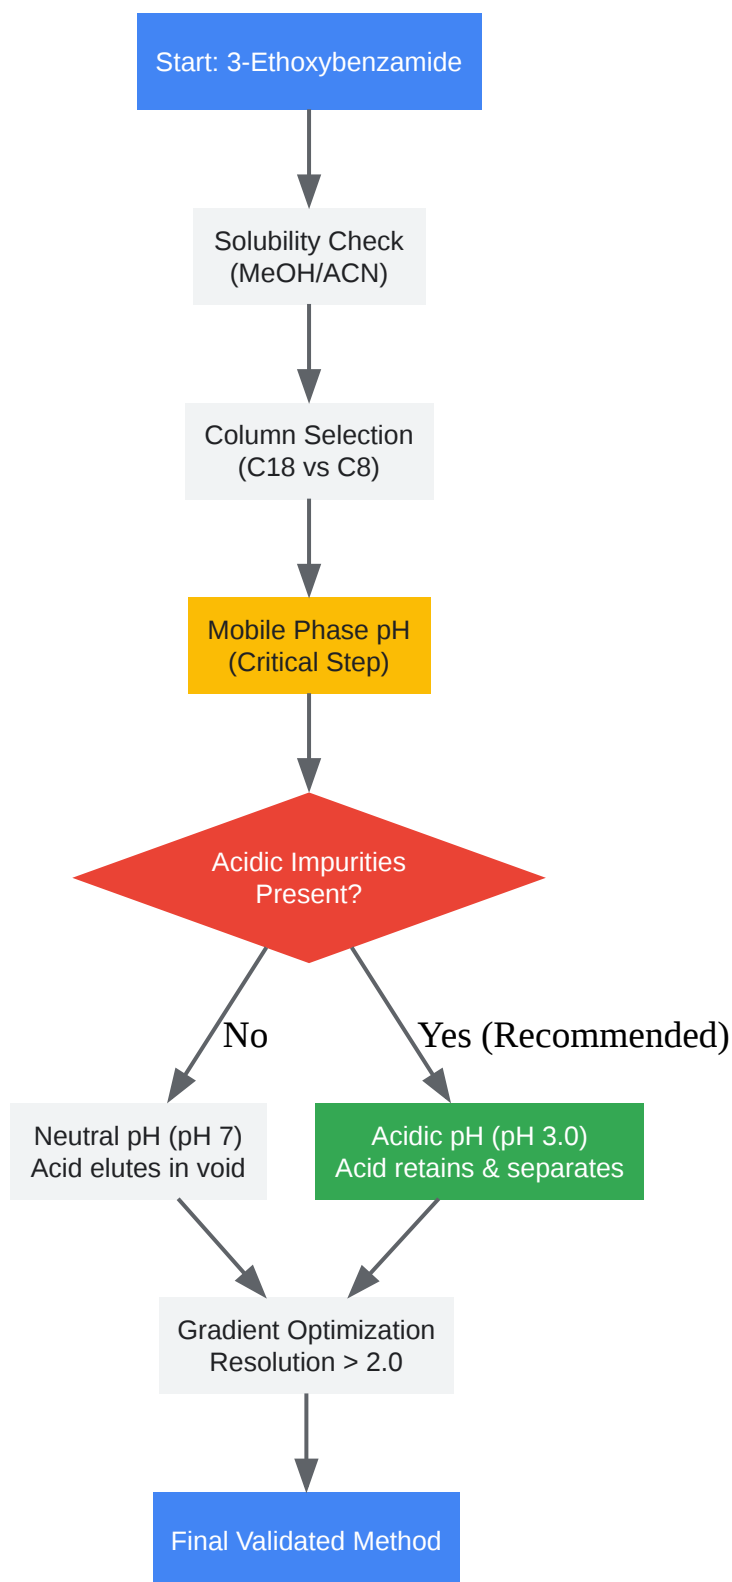 Start: 3-Ethoxybenzamide
Solubility Check
(MeOH/ACN)
Column Selection
(C18 vs C8)
Mobile Phase pH
(Critical Step)
Acidic Impurities
Present?
No
Yes (Recommended)
Neutral pH (pH 7)
Acid elutes in void
Acidic pH (pH 3.0)
Acid retains & separates
Gradient Optimization
Resolution > 2.0
Final Validated Method